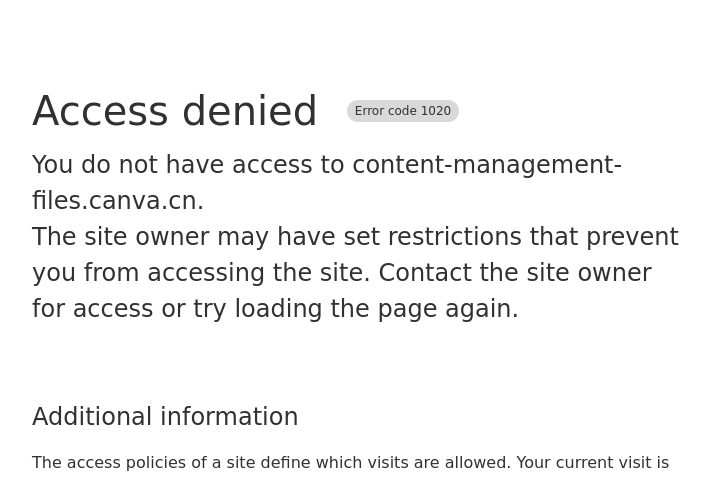 Access denied Error code 1020
You do not have access to content-management-
files.canva.cn.
The site owner may have set restrictions that prevent
you from accessing the site. Contact the site owner
for access or try loading the page again.
Additional information
The access policies of a site define which visits are allowed. Your current visit is